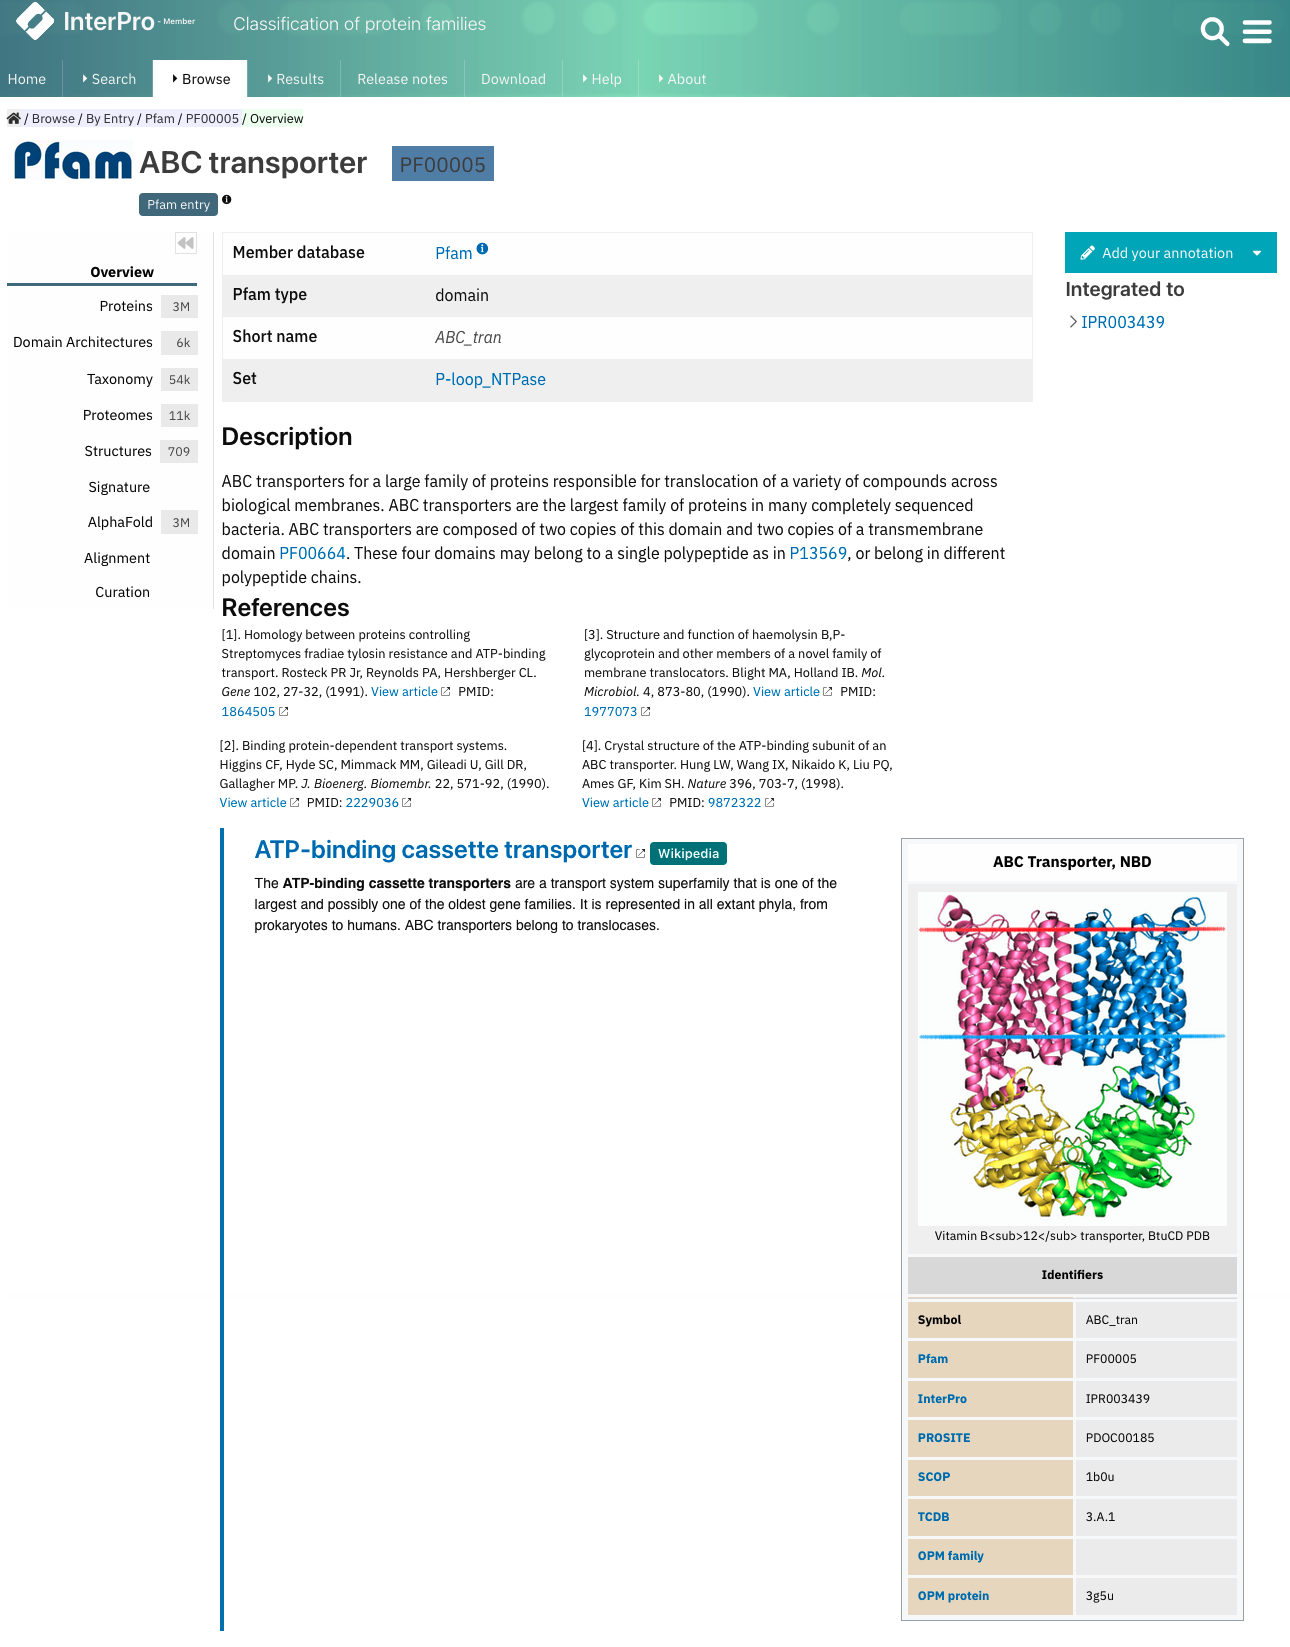 InterPro - Member
Classification of protein families
Home
Search
Browse
Results
Release notes
Download
Help
About
/ Browse / By Entry / Pfam / PF00005 / Overview
Pfam ABC transporter PF00005
Pfam entry
Overview
Proteins 3M
Domain Architectures 6k
Taxonomy 54k
Proteomes 11k
Structures 709
Signature
AlphaFold 3M
Alignment
Curation
Member database Pfam
Pfam type domain
Short name ABC_tran
Set P-loop_NTPase
Add your annotation
Integrated to
IPR003439
Description
ABC transporters for a large family of proteins responsible for translocation of a variety of compounds across
biological membranes. ABC transporters are the largest family of proteins in many completely sequenced
bacteria. ABC transporters are composed of two copies of this domain and two copies of a transmembrane
domain PF00664. These four domains may belong to a single polypeptide as in P13569, or belong in different
polypeptide chains.
References
[1]. Homology between proteins controlling
Streptomyces fradiae tylosin resistance and ATP-binding
transport. Rosteck PR Jr, Reynolds PA, Hershberger CL.
Gene 102, 27-32, (1991). View article PMID:
1864505
[3]. Structure and function of haemolysin B,P-
glycoprotein and other members of a novel family of
membrane translocators. Blight MA, Holland IB. Mol.
Microbiol. 4, 873-80, (1990). View article PMID:
1977073
[2]. Binding protein-dependent transport systems.
Higgins CF, Hyde SC, Mimmack MM, Gileadi U, Gill DR,
Gallagher MP. J. Bioenerg. Biomembr. 22, 571-92, (1990).
View article PMID: 2229036
[4]. Crystal structure of the ATP-binding subunit of an
ABC transporter. Hung LW, Wang IX, Nikaido K, Liu PQ,
Ames GF, Kim SH. Nature 396, 703-7, (1998).
View article PMID: 9872322
ATP-binding cassette transporter Wikipedia
The ATP-binding cassette transporters are a transport system superfamily that is one of the
largest and possibly one of the oldest gene families. It is represented in all extant phyla, from
prokaryotes to humans. ABC transporters belong to translocases.
ABC Transporter, NBD
Vitamin B<sub>12</sub> transporter, BtuCD PDB
Identifiers
Symbol ABC_tran
Pfam PF00005
InterPro IPR003439
PROSITE PDOC00185
SCOP 1b0u
TCDB 3.A.1
OPM family
OPM protein 3g5u